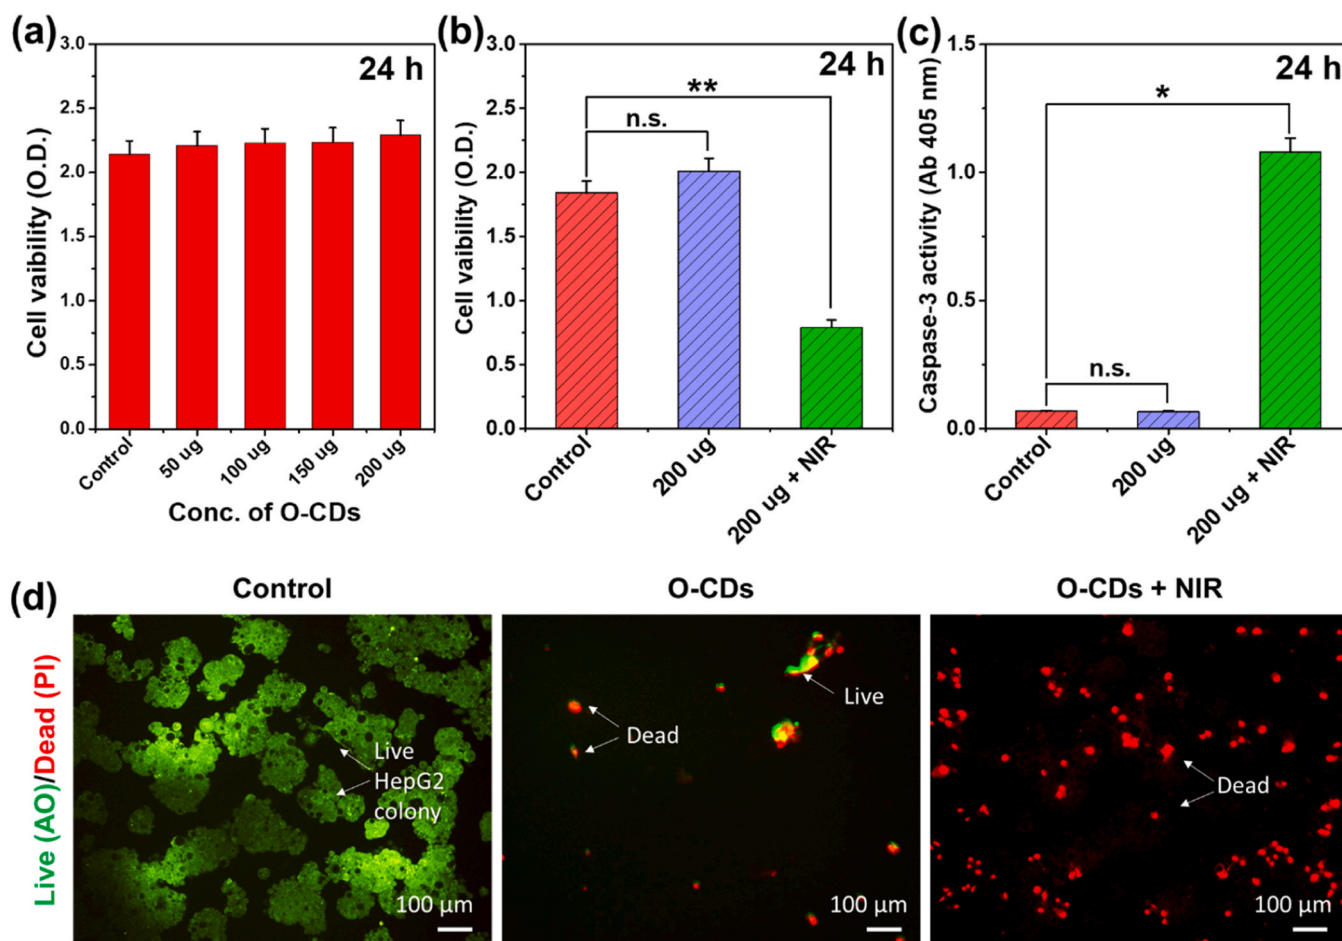 (a)
3.0
2.5
2.0
1.5
1.0
0.5
0.0
Cell vaibility (O.D.)
24 h
Control
50 ug
100 ug
150 ug
200 ug
Conc. of O-CDs
(b)
3.0
2.5
2.0
1.5
1.0
0.5
0.0
Cell vaibility (O.D.)
24 h
**
n.s.
Control
200 ug
200 ug + NIR
(c)
1.5
1.0
0.5
0.0
Caspase-3 activity (Ab 405 nm)
24 h
*
n.s.
Control
200 ug
200 ug + NIR
(d)
Live (AO)/Dead (PI)
Control
Live
HepG2
colony
100 μm
O-CDs
Live
Dead
100 μm
O-CDs + NIR
Dead
100 μm